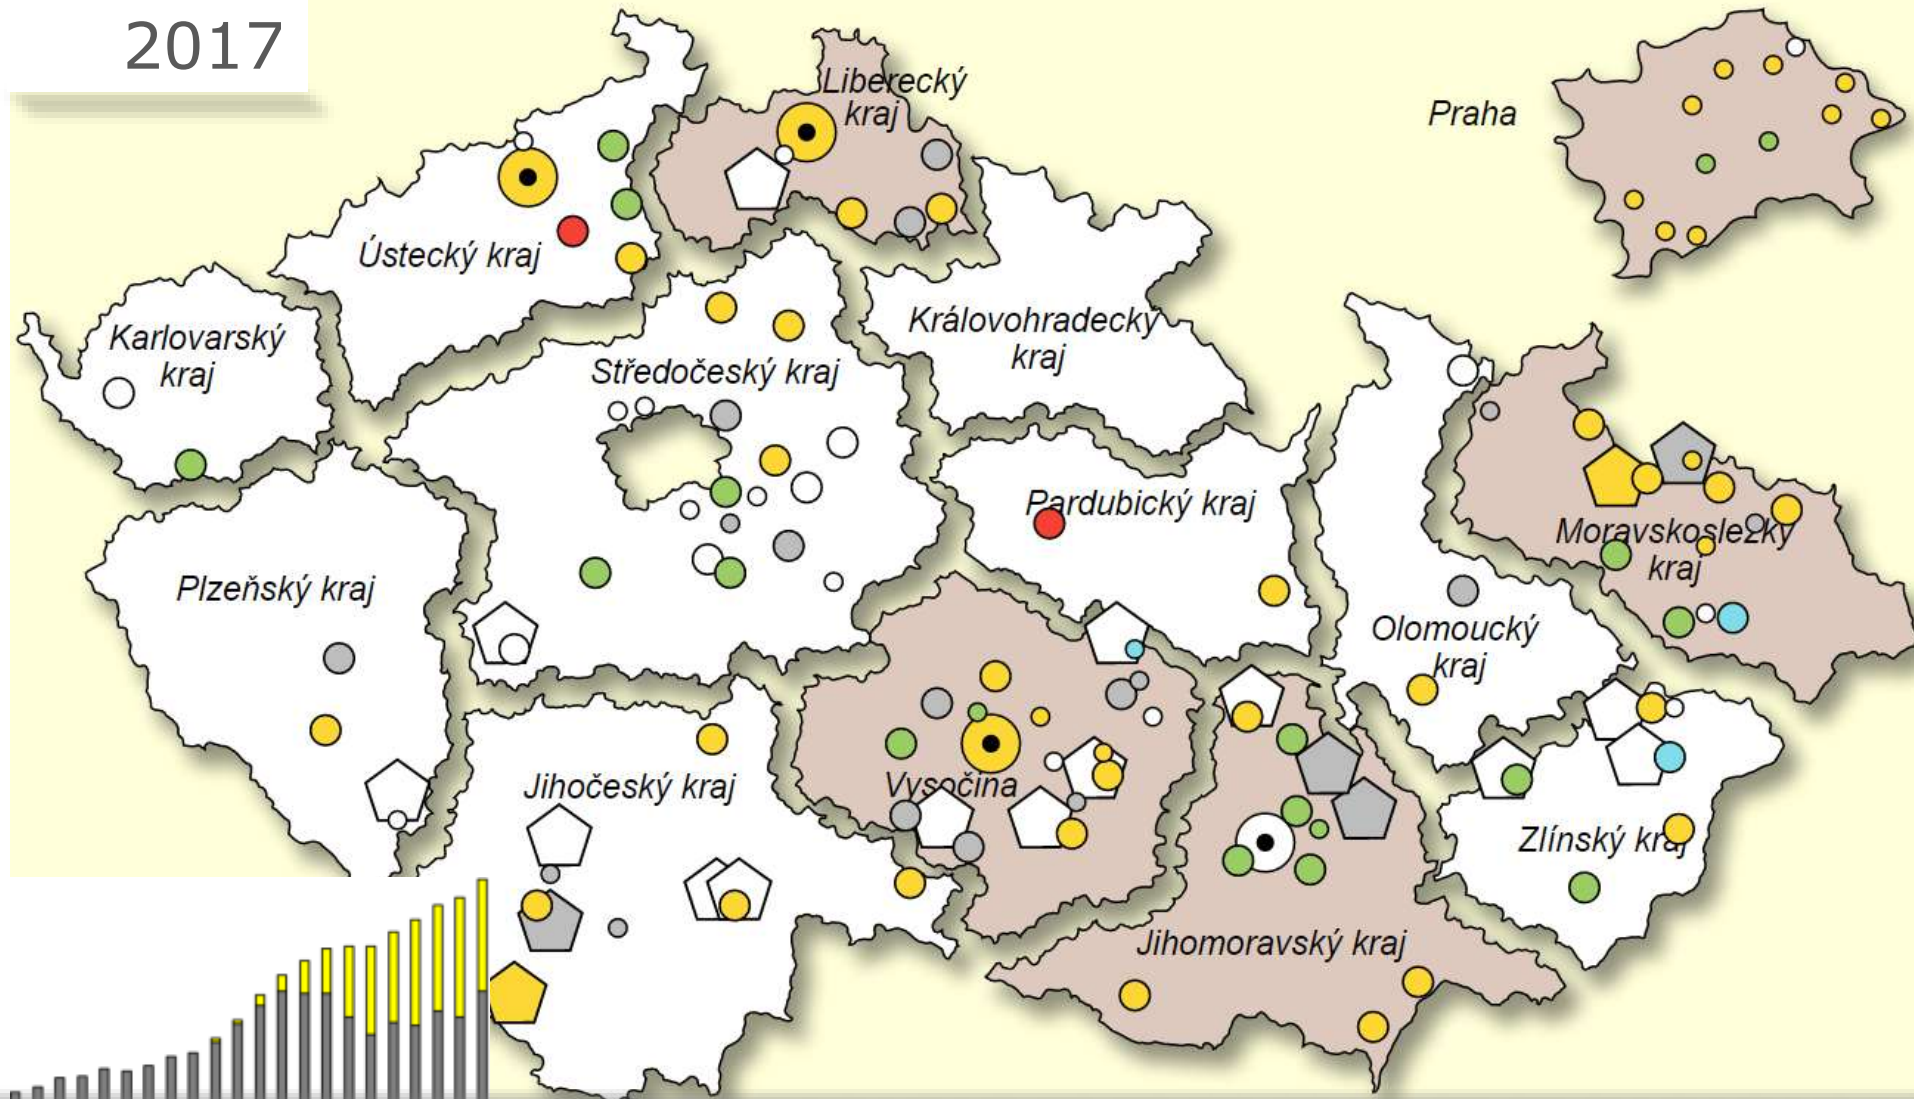 2017
Liberecký
kraj
Praha
Ústecký kraj
Karlovarský
kraj
Královohradecký
kraj
Středočeský kraj
Pardubický kraj
Moravskoslezký
kraj
Plzeňský kraj
Olomoucký
kraj
Jihočeský kraj
Vysočina
Zlínský kraj
Jihomoravský kraj